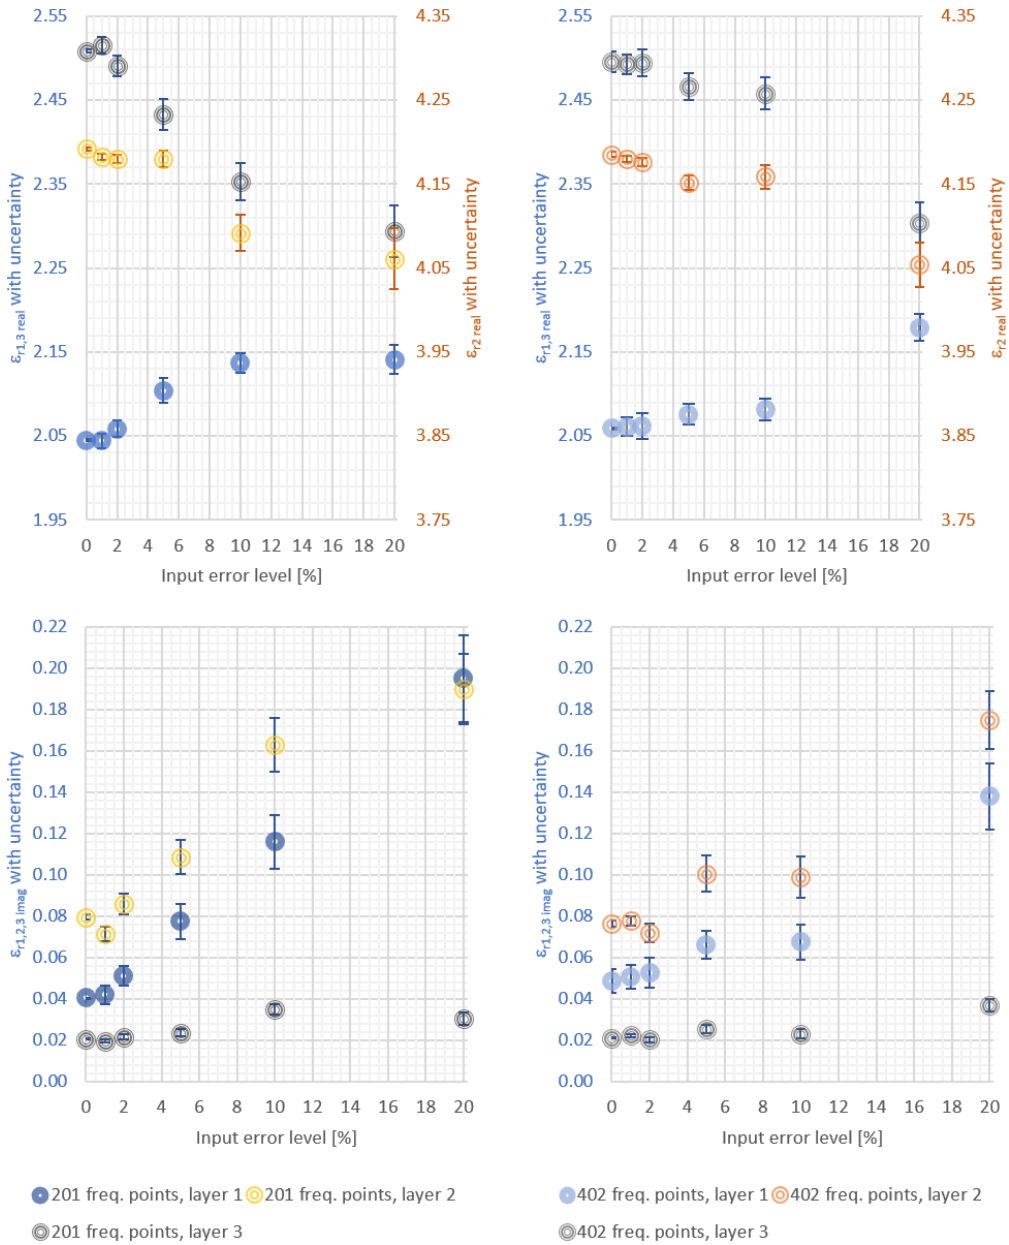 2.55
2.45
2.35
2.25
2.15
2.05
1.95
εr1,3 real with uncertainty
4.35
4.25
4.15
4.05
3.95
3.85
3.75
εr2 real with uncertainty
0 2 4 6 8 10 12 14 16 18 20
Input error level [%]
2.55
2.45
2.35
2.25
2.15
2.05
1.95
εr1,3 real with uncertainty
4.35
4.25
4.15
4.05
3.95
3.85
3.75
εr2 real with uncertainty
0 2 4 6 8 10 12 14 16 18 20
Input error level [%]
0.22
0.20
0.18
0.16
0.14
0.12
0.10
0.08
0.06
0.04
0.02
0.00
εr1,2,3 imag with uncertainty
0 2 4 6 8 10 12 14 16 18 20
Input error level [%]
0.22
0.20
0.18
0.16
0.14
0.12
0.10
0.08
0.06
0.04
0.02
0.00
εr1,2,3 imag with uncertainty
0 2 4 6 8 10 12 14 16 18 20
Input error level [%]
201 freq. points, layer 1 201 freq. points, layer 2
201 freq. points, layer 3
402 freq. points, layer 1 402 freq. points, layer 2
402 freq. points, layer 3